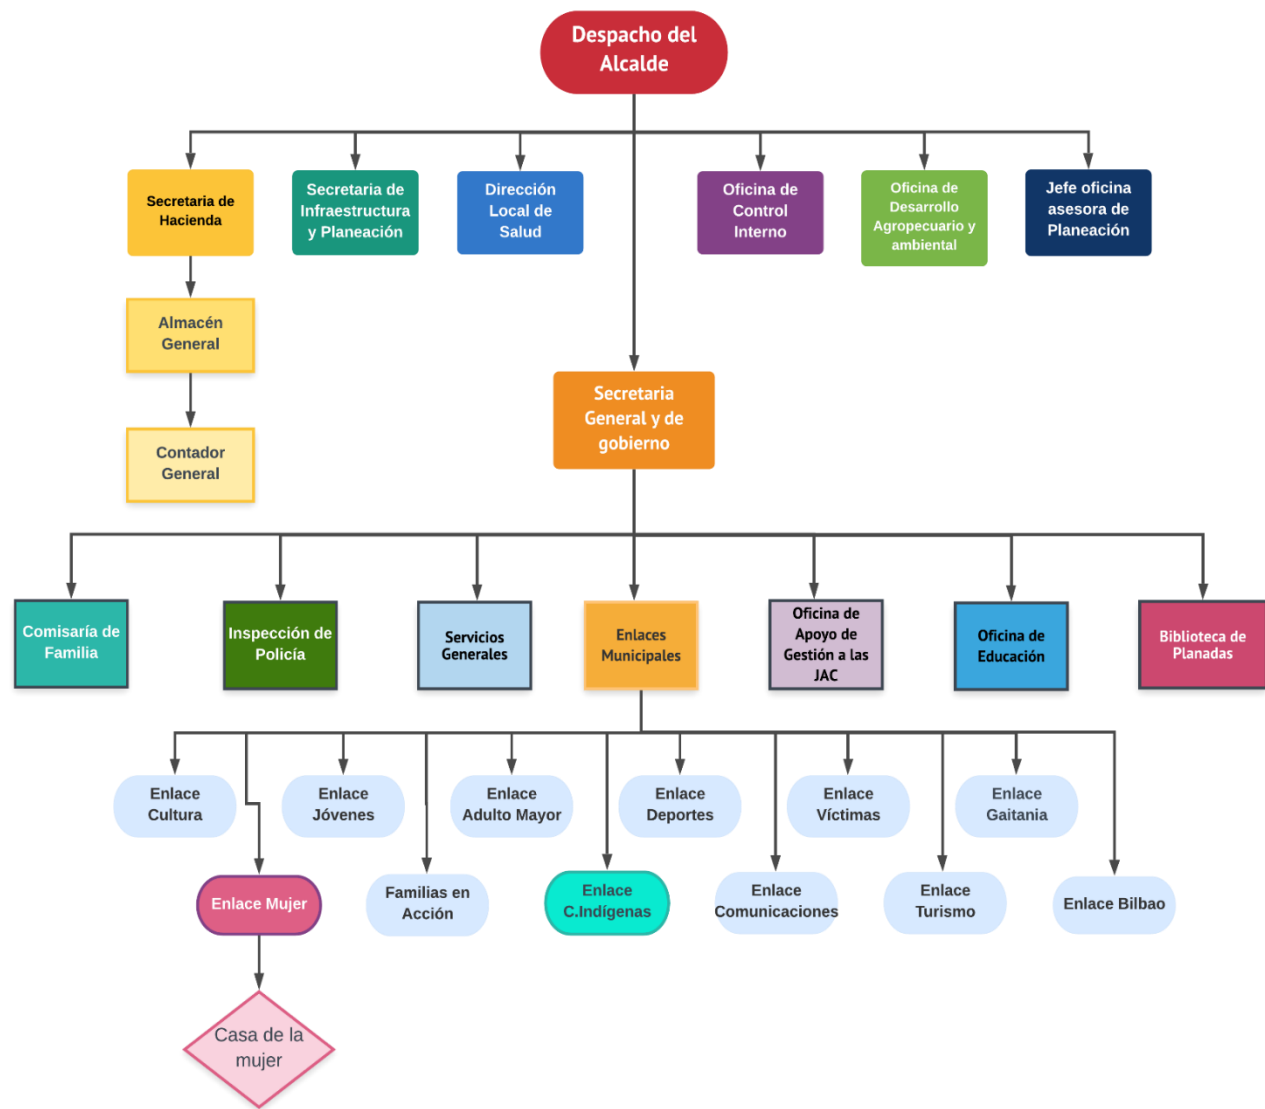 Despacho del
Alcalde
Secretaria de
Hacienda
Secretaria de
Infraestructura
y Planeación
Dirección
Local de
Salud
Oficina de
Control
Interno
Oficina de
Desarrollo
Agropecuario y
ambiental
Jefe oficina
asesora de
Planeación
Almacén
General
Contador
General
Secretaria
General y de
gobierno
Comisaría de
Familia
Inspección de
Policía
Servicios
Generales
Enlaces
Municipales
Oficina de
Apoyo de
Gestión a las
JAC
Oficina de
Educación
Biblioteca de
Planadas
Enlace
Cultura
Enlace
Jóvenes
Enlace
Adulto Mayor
Enlace
Deportes
Enlace
Víctimas
Enlace
Gaitania
Enlace Mujer
Familias en
Acción
Enlace
C.Indígenas
Enlace
Comunicaciones
Enlace
Turismo
Enlace Bilbao
Casa de la
mujer